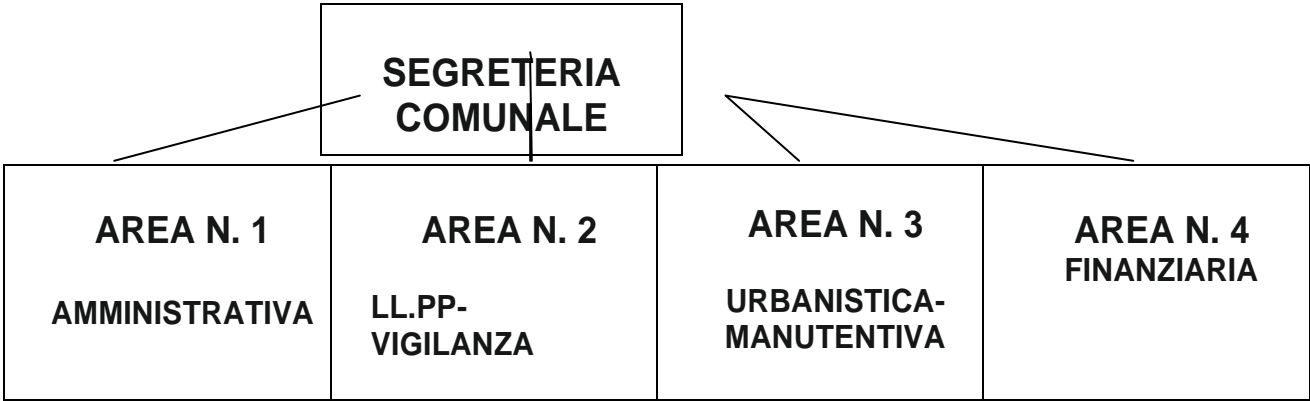 SEGRETERIA
COMUNALE
AREA N. 1
AMMINISTRATIVA
AREA N. 2
LL.PP-
VIGILANZA
AREA N. 3
URBANISTICA-
MANUTENTIVA
AREA N. 4
FINANZIARIA